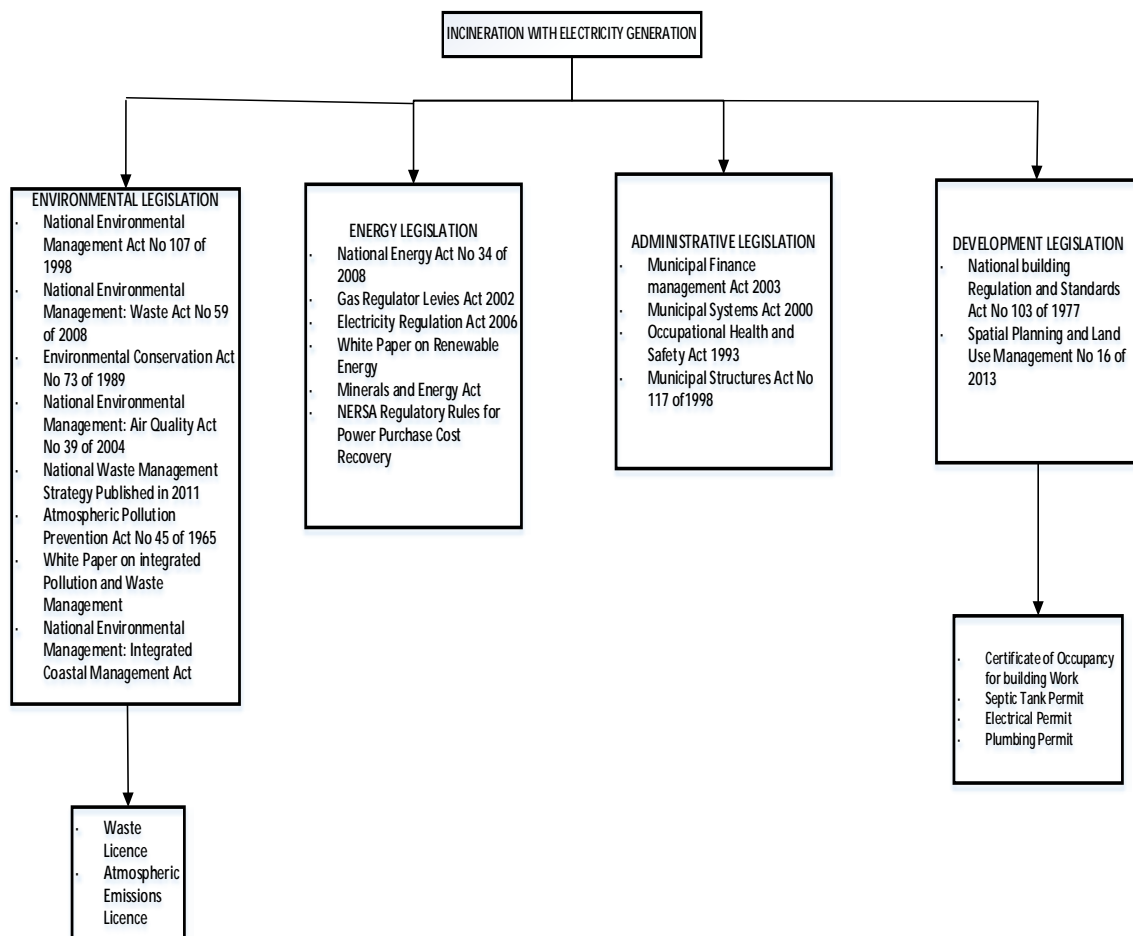 INCINERATION WITH ELECTRICITY GENERATION
ENVIRONMENTAL LEGISLATION
· National Environmental
Management Act No 107 of
1998
· National Environmental
Management: Waste Act No 59
of 2008
· Environmental Conservation Act
No 73 of 1989
· National Environmental
Management: Air Quality Act
No 39 of 2004
· National Waste Management
Strategy Published in 2011
· Atmospheric Pollution
Prevention Act No 45 of 1965
· White Paper on integrated
Pollution and Waste
Management
· National Environmental
Management: Integrated
Coastal Management Act
ENERGY LEGISLATION
· National Energy Act No 34 of
2008
· Gas Regulator Levies Act 2002
· Electricity Regulation Act 2006
· White Paper on Renewable
Energy
· Minerals and Energy Act
· NERSA Regulatory Rules for
Power Purchase Cost
Recovery
ADMINISTRATIVE LEGISLATION
· Municipal Finance
management Act 2003
· Municipal Systems Act 2000
· Occupational Health and
Safety Act 1993
· Municipal Structures Act No
117 of1998
DEVELOPMENT LEGISLATION
· National building
Regulation and Standards
Act No 103 of 1977
· Spatial Planning and Land
Use Management No 16 of
2013
· Certificate of Occupancy
for building Work
· Septic Tank Permit
· Electrical Permit
· Plumbing Permit
· Waste
Licence
· Atmospheric
Emissions
Licence